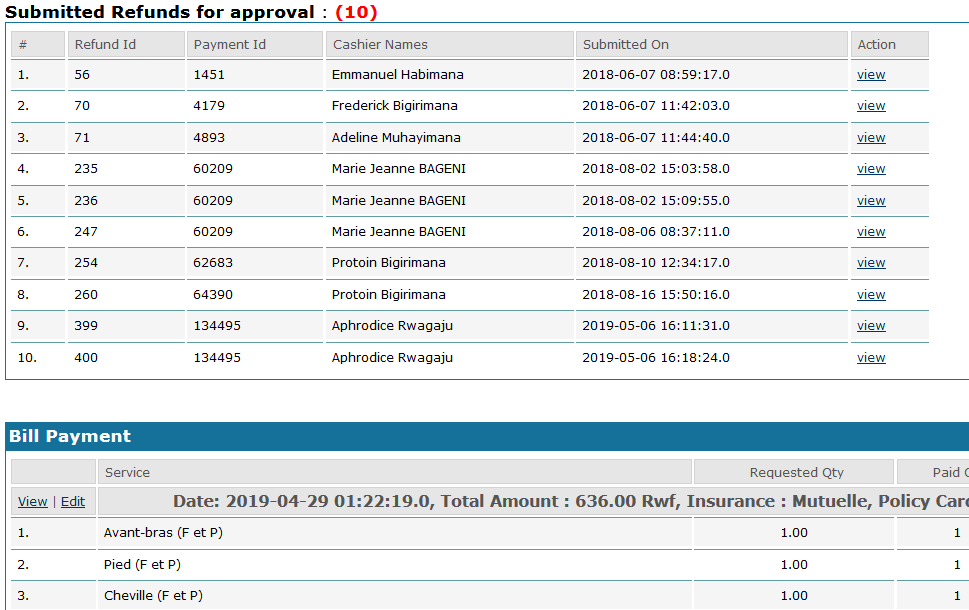 Submitted Refunds for approval : (10)
# Refund Id Payment Id Cashier Names Submitted On Action
1. 56 1451 Emmanuel Habimana 2018-06-07 08:59:17.0 view
2. 70 4179 Frederick Bigirimana 2018-06-07 11:42:03.0 view
3. 71 4893 Adeline Muhayimana 2018-06-07 11:44:40.0 view
4. 235 60209 Marie Jeanne BAGENI 2018-08-02 15:03:58.0 view
5. 236 60209 Marie Jeanne BAGENI 2018-08-02 15:09:55.0 view
6. 247 60209 Marie Jeanne BAGENI 2018-08-06 08:37:11.0 view
7. 254 62683 Protoin Bigirimana 2018-08-10 12:34:17.0 view
8. 260 64390 Protoin Bigirimana 2018-08-16 15:50:16.0 view
9. 399 134495 Aphrodice Rwagaju 2019-05-06 16:11:31.0 view
10. 400 134495 Aphrodice Rwagaju 2019-05-06 16:18:24.0 view
Bill Payment
Service Requested Qty Paid
View | Edit Date: 2019-04-29 01:22:19.0, Total Amount : 636.00 Rwf, Insurance : Mutuelle, Policy
1. Avant-bras (F et P) 1.00 1
2. Pied (F et P) 1.00 1
3. Cheville (F et P) 1.00 1